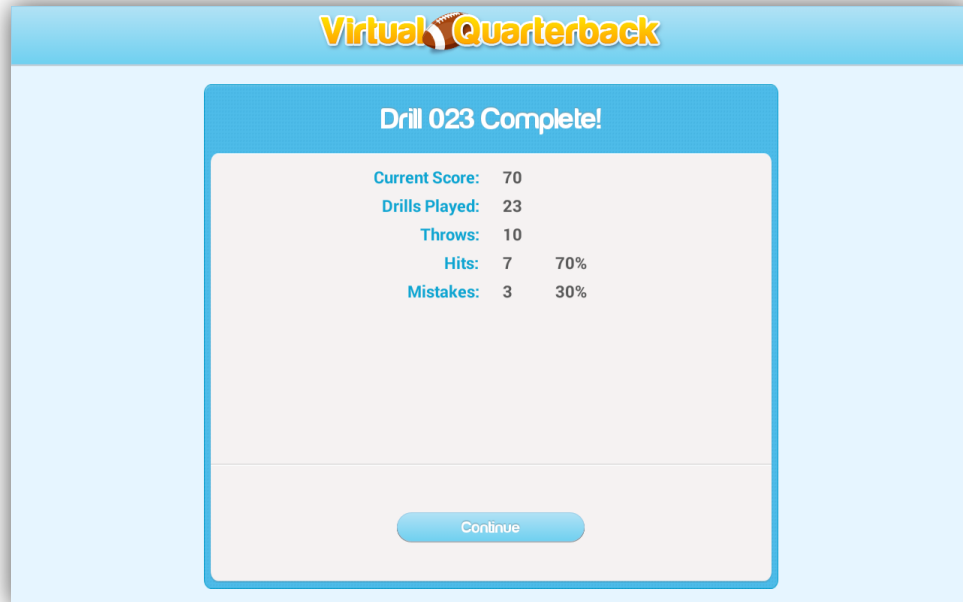 Virtual Quarterback
Drill 023 Complete!
Current Score: 70
Drills Played: 23
Throws: 10
Hits: 7 70%
Mistakes: 3 30%
Continue